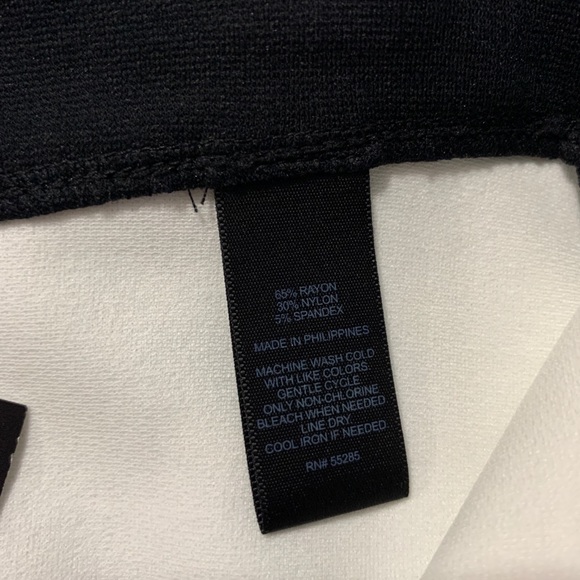 65% RAYON
30% NYLON
5% SPANDEX
MADE IN PHILIPPINES
MACHINE WASH COLD
WITH LIKE COLORS.
GENTLE CYCLE
ONLY NON-CHLORINE
BLEACH WHEN NEEDED
LINE DRY
COOL IRON IF NEEDED
RN# 55285